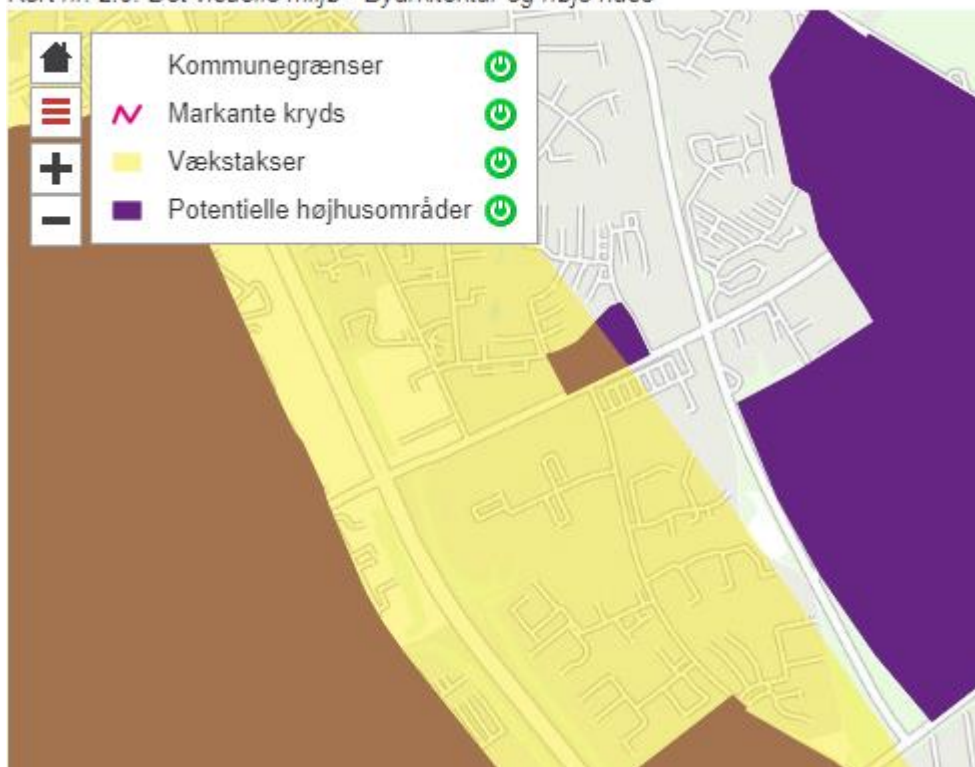 Kommunegrænser
Markante kryds
Vækstakser
Potentielle højhusområder